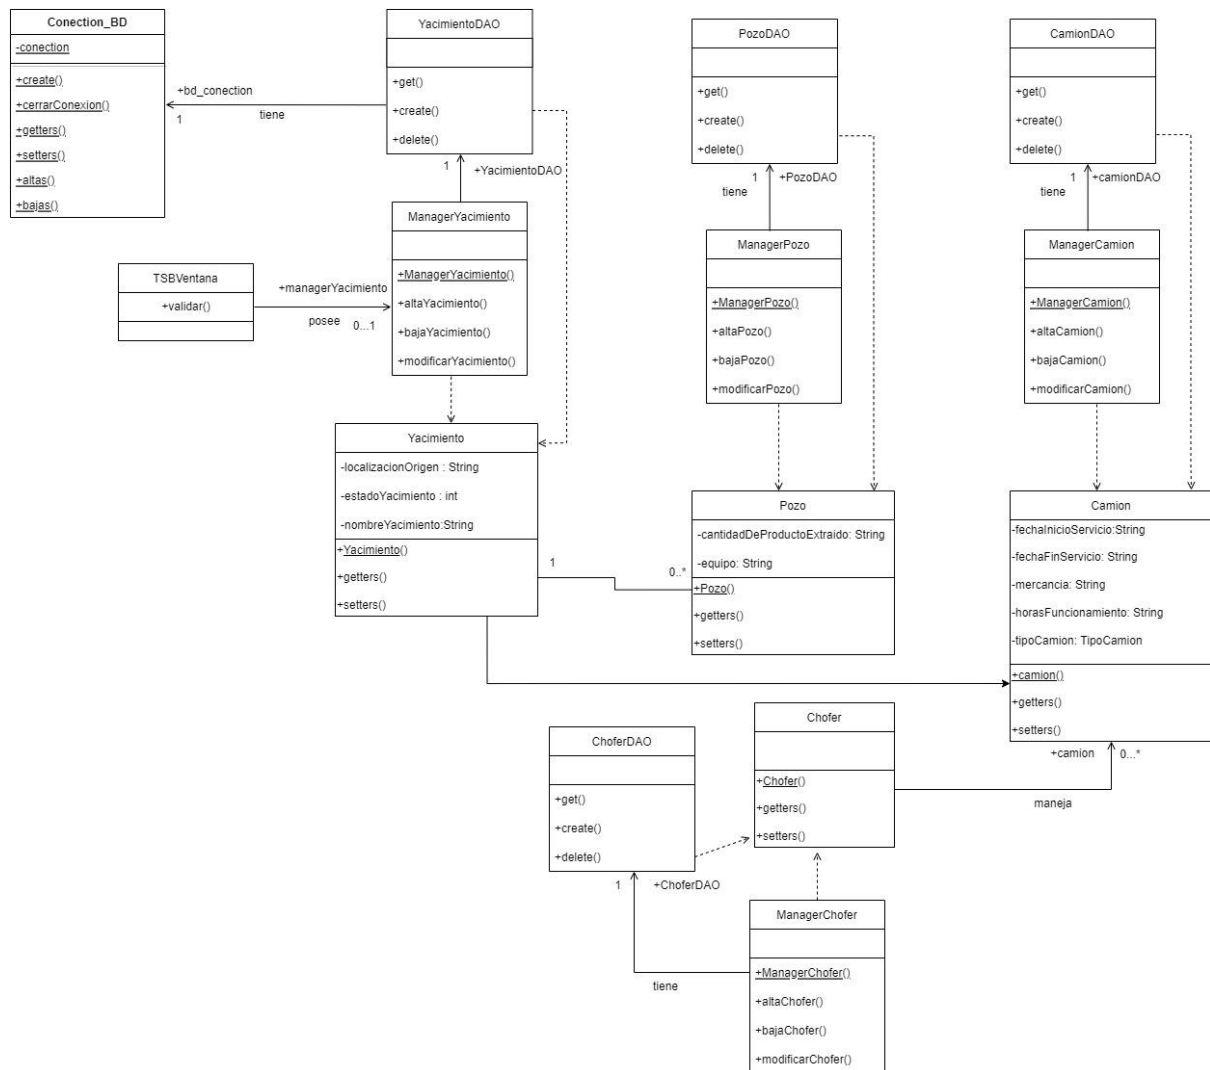 Conection_BD
-conection
+create()
+cerrarConexion()
+getters()
+setters()
+altas()
+bajas()
YacimientoDAO
+get()
+create()
+delete()
+bd_conection
1
tiene
1
+YacimientoDAO
PozoDAO
+get()
+create()
+delete()
1
+PozoDAO
tiene
CamionDAO
+get()
+create()
+delete()
1
+camionDAO
tiene
ManagerYacimiento
+ManagerYacimiento()
+altaYacimiento()
+bajaYacimiento()
+modificarYacimiento()
TSBVentana
+validar()
+managerYacimiento
posee
0...1
ManagerPozo
+ManagerPozo()
+altaPozo()
+bajaPozo()
+modificarPozo()
ManagerCamion
+ManagerCamion()
+altaCamion()
+bajaCamion()
+modificarCamion()
Yacimiento
-localizacionOrigen : String
-estadoYacimiento : int
-nombreYacimiento:String
+Yacimiento()
+getters()
+setters()
1
0..*
Pozo
-cantidadDeProductoExtraido: String
-equipo: String
+Pozo()
+getters()
+setters()
Camion
-fechaInicioServicio:String
-fechaFinServicio: String
-mercancia: String
-horasFuncionamiento: String
-tipoCamion: TipoCamion
+camion()
+getters()
+setters()
+camion
0...*
maneja
Chofer
+Chofer()
+getters()
+setters()
ChoferDAO
+get()
+create()
+delete()
1
+ChoferDAO
tiene
ManagerChofer
+ManagerChofer()
+altaChofer()
+bajaChofer()
+modificarChofer()